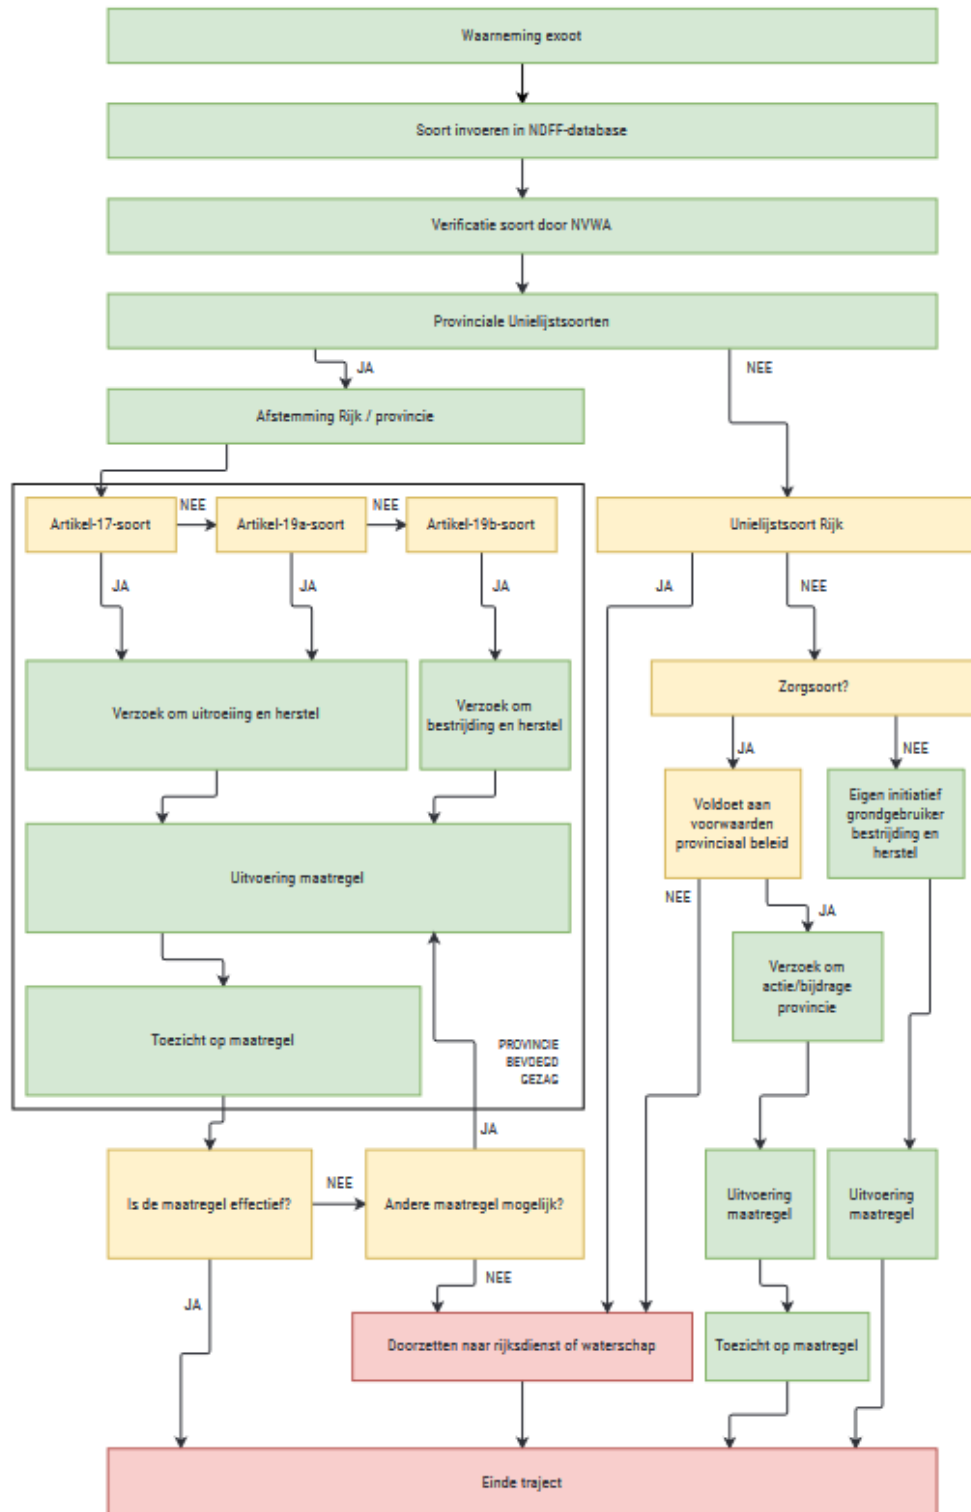 Waarneming exoot
Soort invoeren in NDFF-database
Verificatie soort door NVWA
Provinciale Unielijstsoorten
JA
NEE
Afstemming Rijk / provincie
Artikel-17-soort
NEE
Artikel-19a-soort
NEE
Artikel-19b-soort
Unielijstsoort Rijk
JA
JA
JA
JA
NEE
Verzoek om uitroeiing en herstel
Verzoek om
bestrijding en herstel
Zorgsoort?
JA
NEE
Voldoet aan
voorwaarden
provinciaal beleid
Eigen initiatief
grondgebruiker
bestrijding en
herstel
Uitvoering maatregel
NEE
JA
Verzoek om
actie/bijdrage
provincie
Toezicht op maatregel
PROVINCIE
BEVOEGD
GEZAG
JA
Is de maatregel effectief?
NEE
Andere maatregel mogelijk?
Uitvoering
maatregel
Uitvoering
maatregel
JA
NEE
Doorzetten naar rijksdienst of waterschap
Toezicht op maatregel
Einde traject